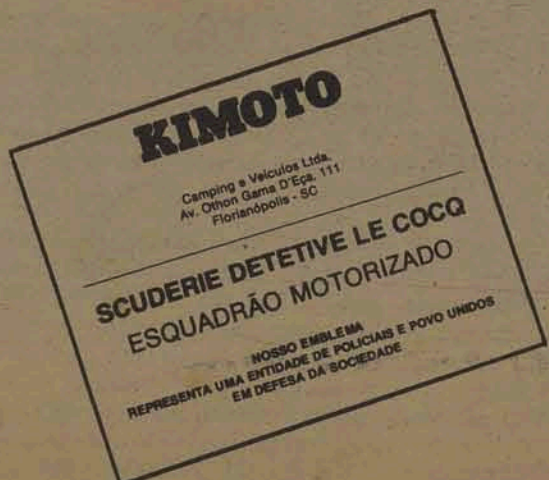 KIMOTO
Camping e Veículos Ltda.
Av. Othon Gama D'Eça, 111
Florianópolis - SC
SCUDERIE DETETIVE LE COCQ
ESQUADRÃO MOTORIZADO
NOSSO EMBLEMA
REPRESENTA UMA ENTIDADE DE POLICIAIS E POVO UNIDOS
EM DEFESA DA SOCIEDADE